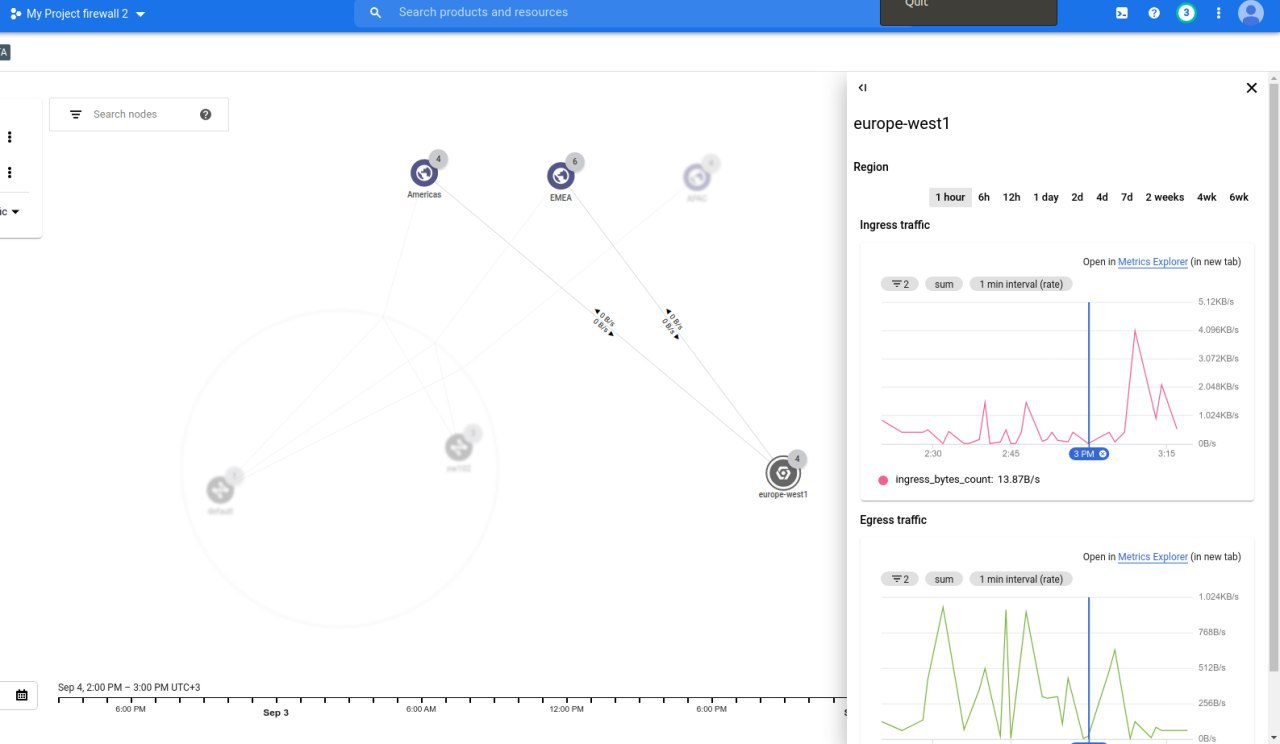 My Project firewall 2
Search products and resources
Quit
3
A
Search nodes
ic
4
Americas
6
EMEA
4
APAC
0 B/s
0 B/s
0 B/s
0 B/s
default
4
europe-west1
Sep 4, 2:00 PM – 3:00 PM UTC+3
6:00 PM
Sep 3
6:00 AM
12:00 PM
6:00 PM
europe-west1
Region
1 hour 6h 12h 1 day 2d 4d 7d 2 weeks 4wk 6wk
Ingress traffic
Open in Metrics Explorer (in new tab)
2 sum 1 min interval (rate)
5.12KB/s
4.096KB/s
3.072KB/s
2.048KB/s
1.024KB/s
0B/s
2:30 2:45 3 PM 3:15
ingress_bytes_count: 13.87B/s
Egress traffic
Open in Metrics Explorer (in new tab)
2 sum 1 min interval (rate)
1.024KB/s
768B/s
512B/s
256B/s
0B/s